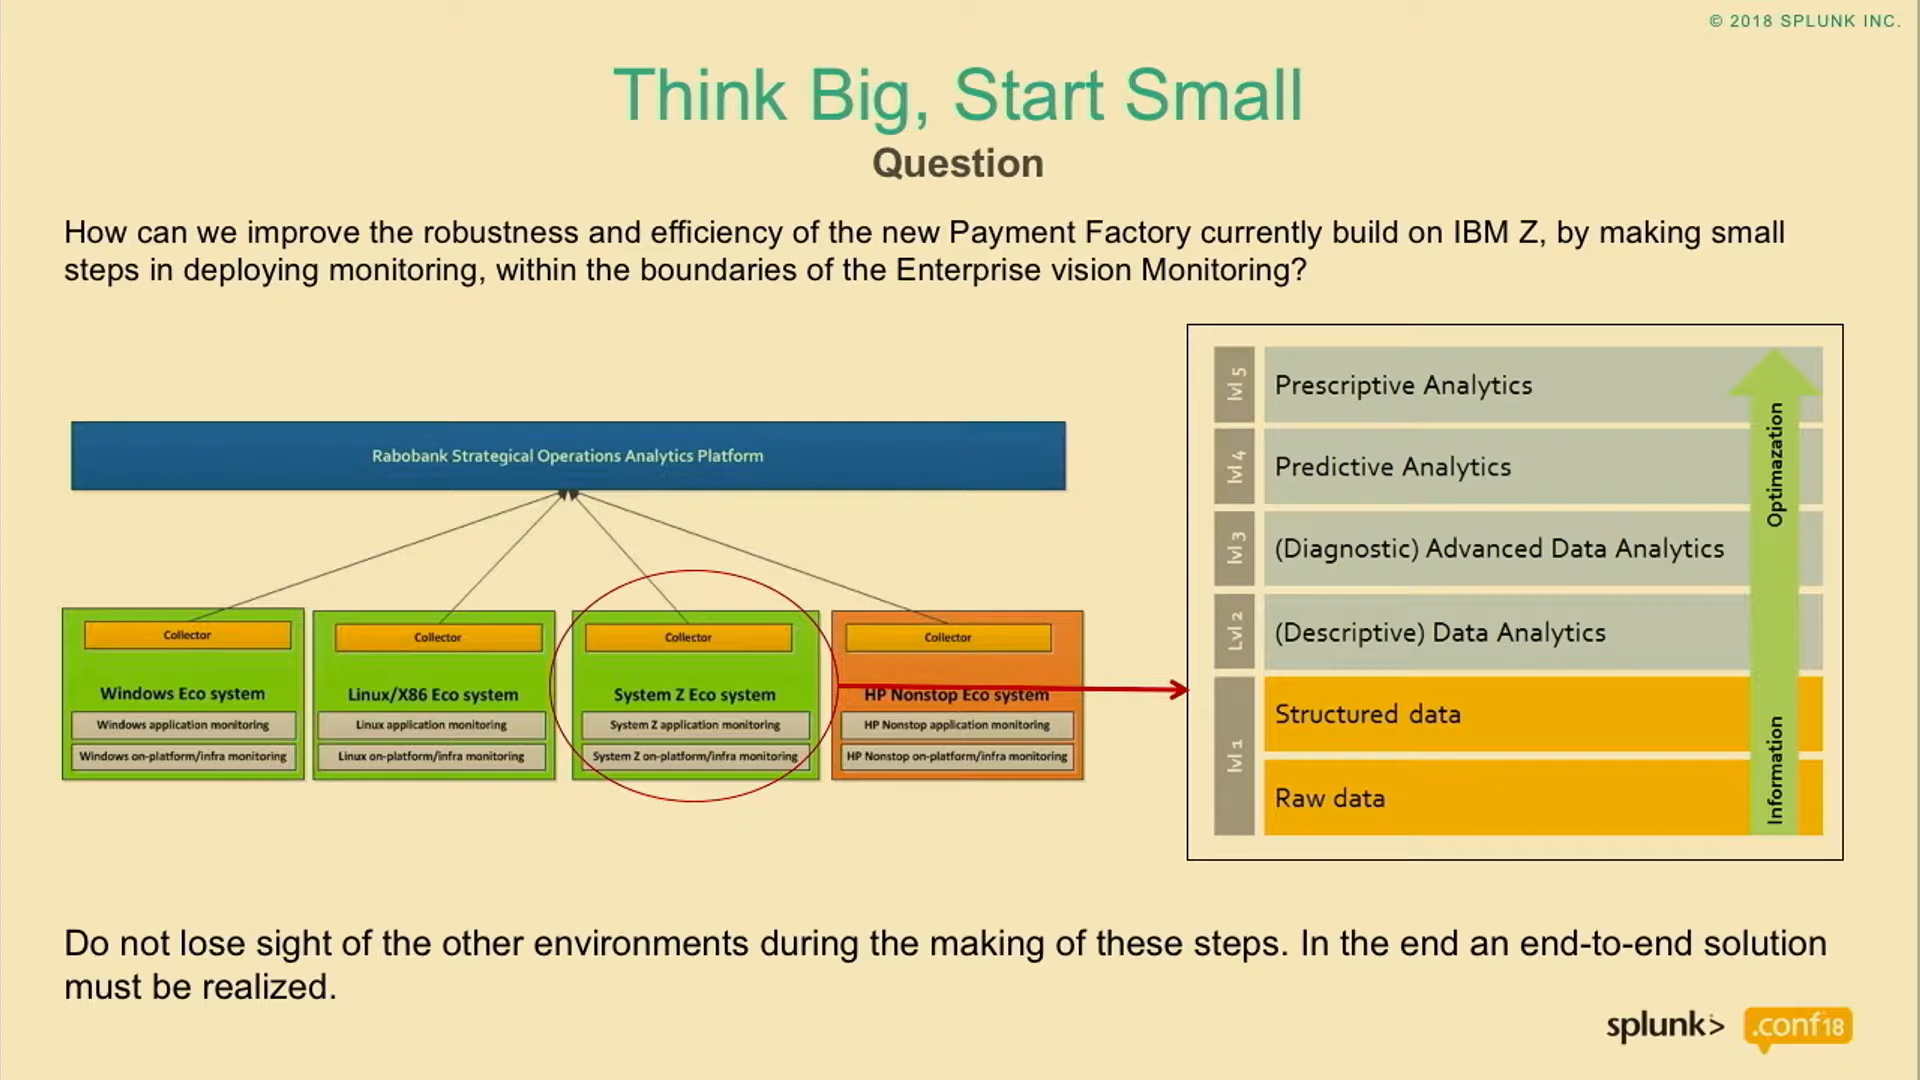 © 2018 SPLUNK INC.
Think Big, Start Small
Question
How can we improve the robustness and efficiency of the new Payment Factory currently build on IBM Z, by making small
steps in deploying monitoring, within the boundaries of the Enterprise vision Monitoring?
Rabobank Strategical Operations Analytics Platform
Collector
Windows Eco system
Windows application monitoring
Windows on-platform/infra monitoring
Collector
Linux/X86 Eco system
Linux application monitoring
Linux on-platform/infra monitoring
Collector
System Z Eco system
System Z application monitoring
System Z on-platform/infra monitoring
Collector
HP Nonstop Eco system
HP Nonstop application monitoring
HP Nonstop on-platform/infra monitoring
lvl 5
Prescriptive Analytics
lvl 4
Predictive Analytics
lvl 3
(Diagnostic) Advanced Data Analytics
Lvl 2
(Descriptive) Data Analytics
lvl 1
Structured data
Raw data
Optimazation
Information
Do not lose sight of the other environments during the making of these steps. In the end an end-to-end solution
must be realized.
splunk> .conf18